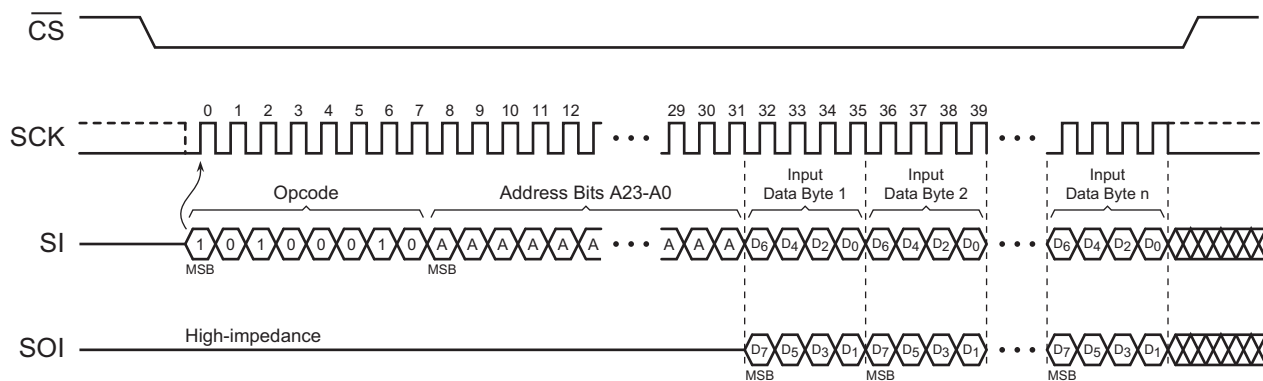 CS
0 1 2 3 4 5 6 7 8 9 10 11 12 29 30 31 32 33 34 35 36 37 38 39
SCK
Opcode
Address Bits A23-A0
Input
Data Byte 1
Input
Data Byte 2
Input
Data Byte n
SI
1 0 1 0 0 0 1 0 A A A A A A A A A D6 D4 D2 D0 D6 D4 D2 D0 D6 D4 D2 D0
MSB MSB
High-impedance
SOI
D7 D5 D3 D1 D7 D5 D3 D1 D7 D5 D3 D1
MSB MSB MSB